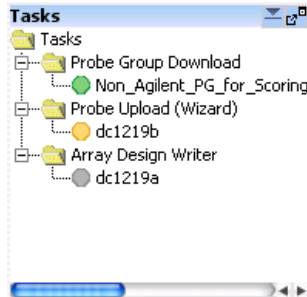 Tasks
Tasks
Probe Group Download
Non_Agilent_PG_for_Scoring
Probe Upload (Wizard)
dc1219b
Array Design Writer
dc1219a